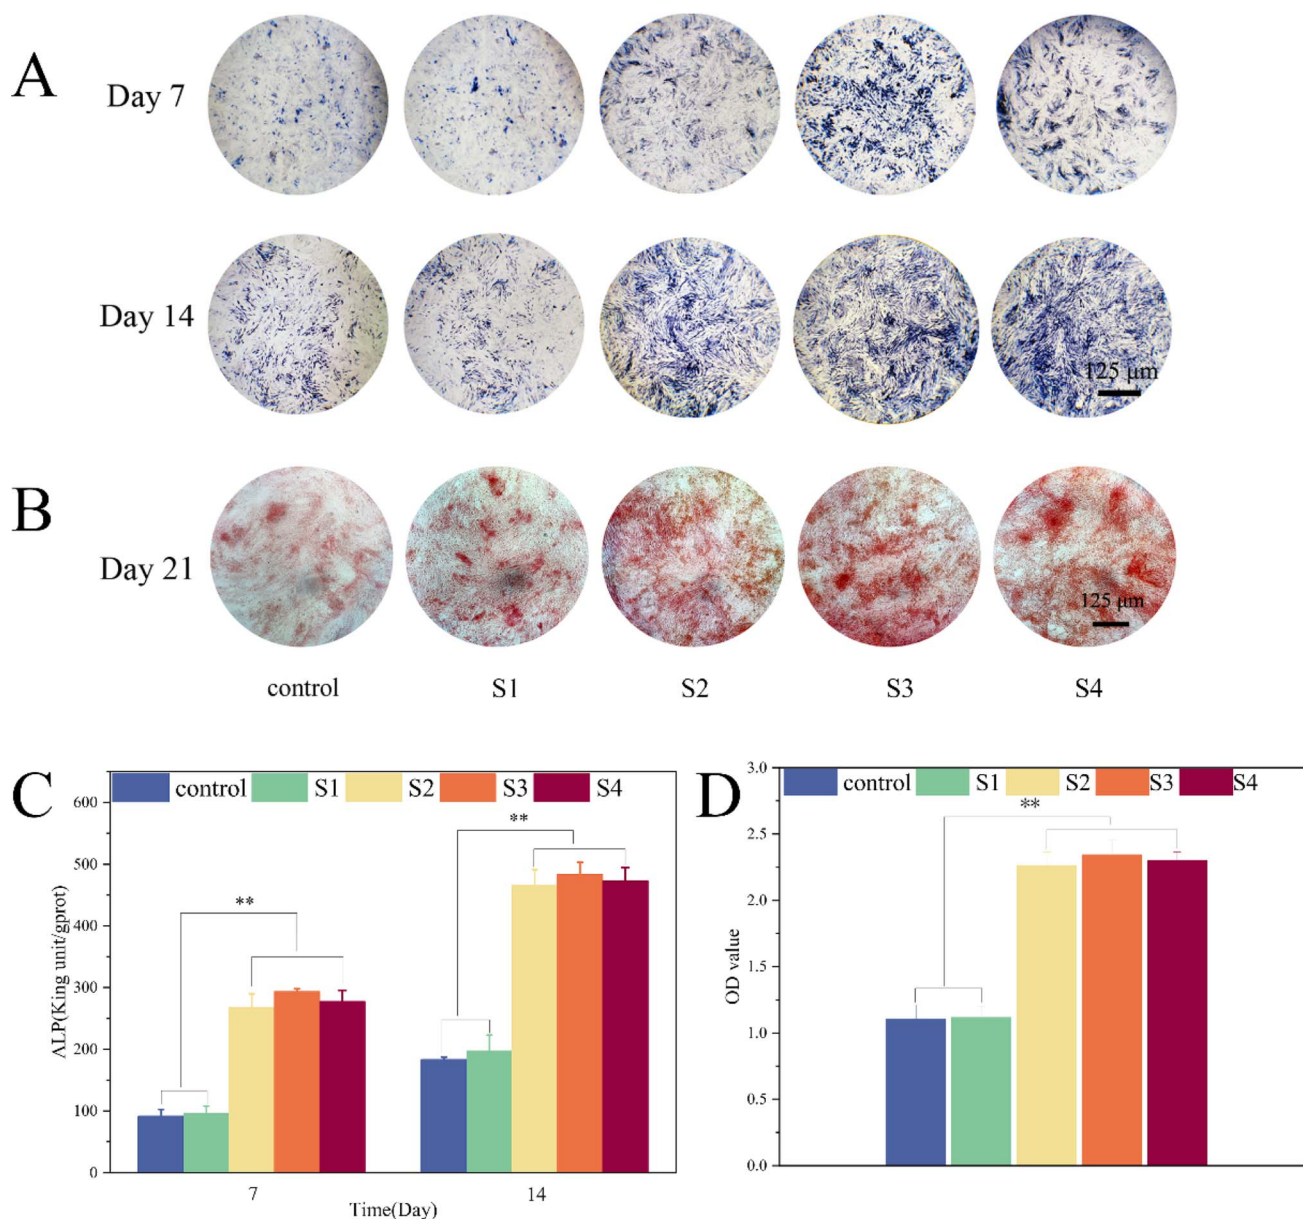 A
Day 7
Day 14
125 μm
B
Day 21
125 μm
control S1 S2 S3 S4
C
control S1 S2 S3 S4
ALP(King unit/gprot)
600
500
400
300
200
100
0
**
**
7 14
Time(Day)
D
control S1 S2 S3 S4
OD value
3.0
2.5
2.0
1.5
1.0
0.5
0.0
**